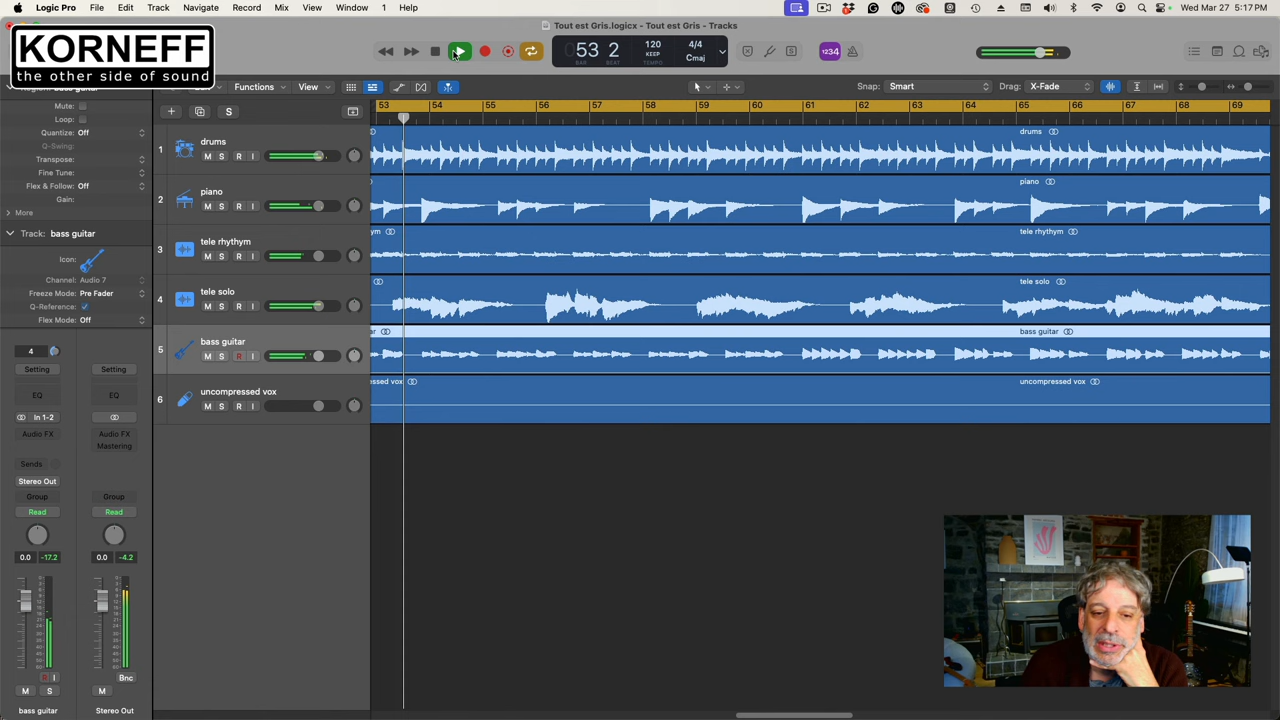 Logic Pro File Edit Track Navigate Record Mix View Window 1 Help Wed Mar 27 5:17 PM
Tout est Gris.logicx - Tout est Gris - Tracks
KORNEFF
the other side of sound
53 2 120 4/4
BAR BEAT KEEP TEMPO Cmaj
1234
Functions View Snap: Smart Drag: X-Fade
Mute:
Loop:
Quantize: Off
Q-Swing:
Transpose:
Fine Tune:
Flex & Follow: Off
Gain:
More
Track: bass guitar
Icon:
Channel: Audio 7
Freeze Mode: Pre Fader
Q-Reference:
Flex Mode: Off
4
Setting Setting
EQ EQ
In 1-2
Audio FX Audio FX
Mastering
Sends
Stereo Out
Group Group
Read Read
0.0 -17.2 0.0 -4.2
R I Bnc
M S M
bass guitar Stereo Out
S
53 54 55 56 57 58 59 60 61 62 63 64 65 66 67 68 69
1 drums
M S R I
drums
2 piano
M S R I
piano
3 tele rhythym
M S R I
tele rhythym
4 tele solo
M S R I
tele solo
5 bass guitar
M S R I
bass guitar
6 uncompressed vox
M S R I
uncompressed vox